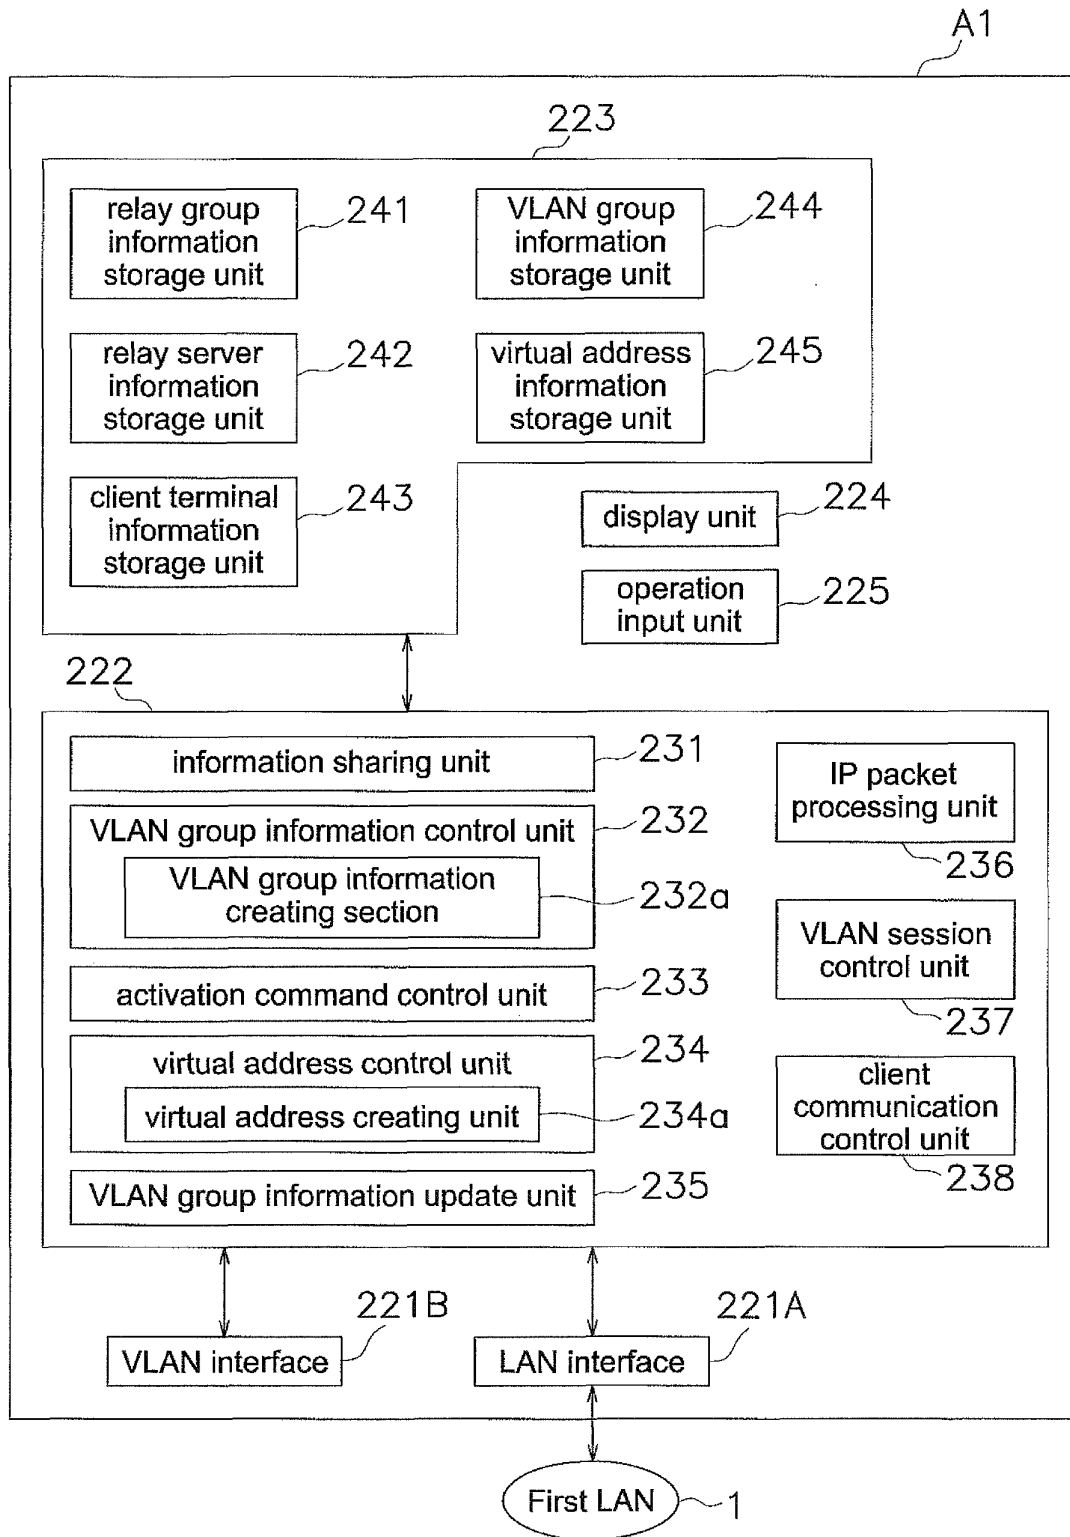 A1
223
relay group
information
storage unit
241
VLAN group
information
storage unit
244
relay server
information
storage unit
242
virtual address
information
storage unit
245
client terminal
information
storage unit
243
display unit
224
operation
input unit
225
222
information sharing unit
231
VLAN group information control unit
232
VLAN group information
creating section
232a
activation command control unit
233
virtual address control unit
234
virtual address creating unit
234a
VLAN group information update unit
235
IP packet
processing unit
236
VLAN session
control unit
237
client
communication
control unit
238
221B
VLAN interface
221A
LAN interface
First LAN
1